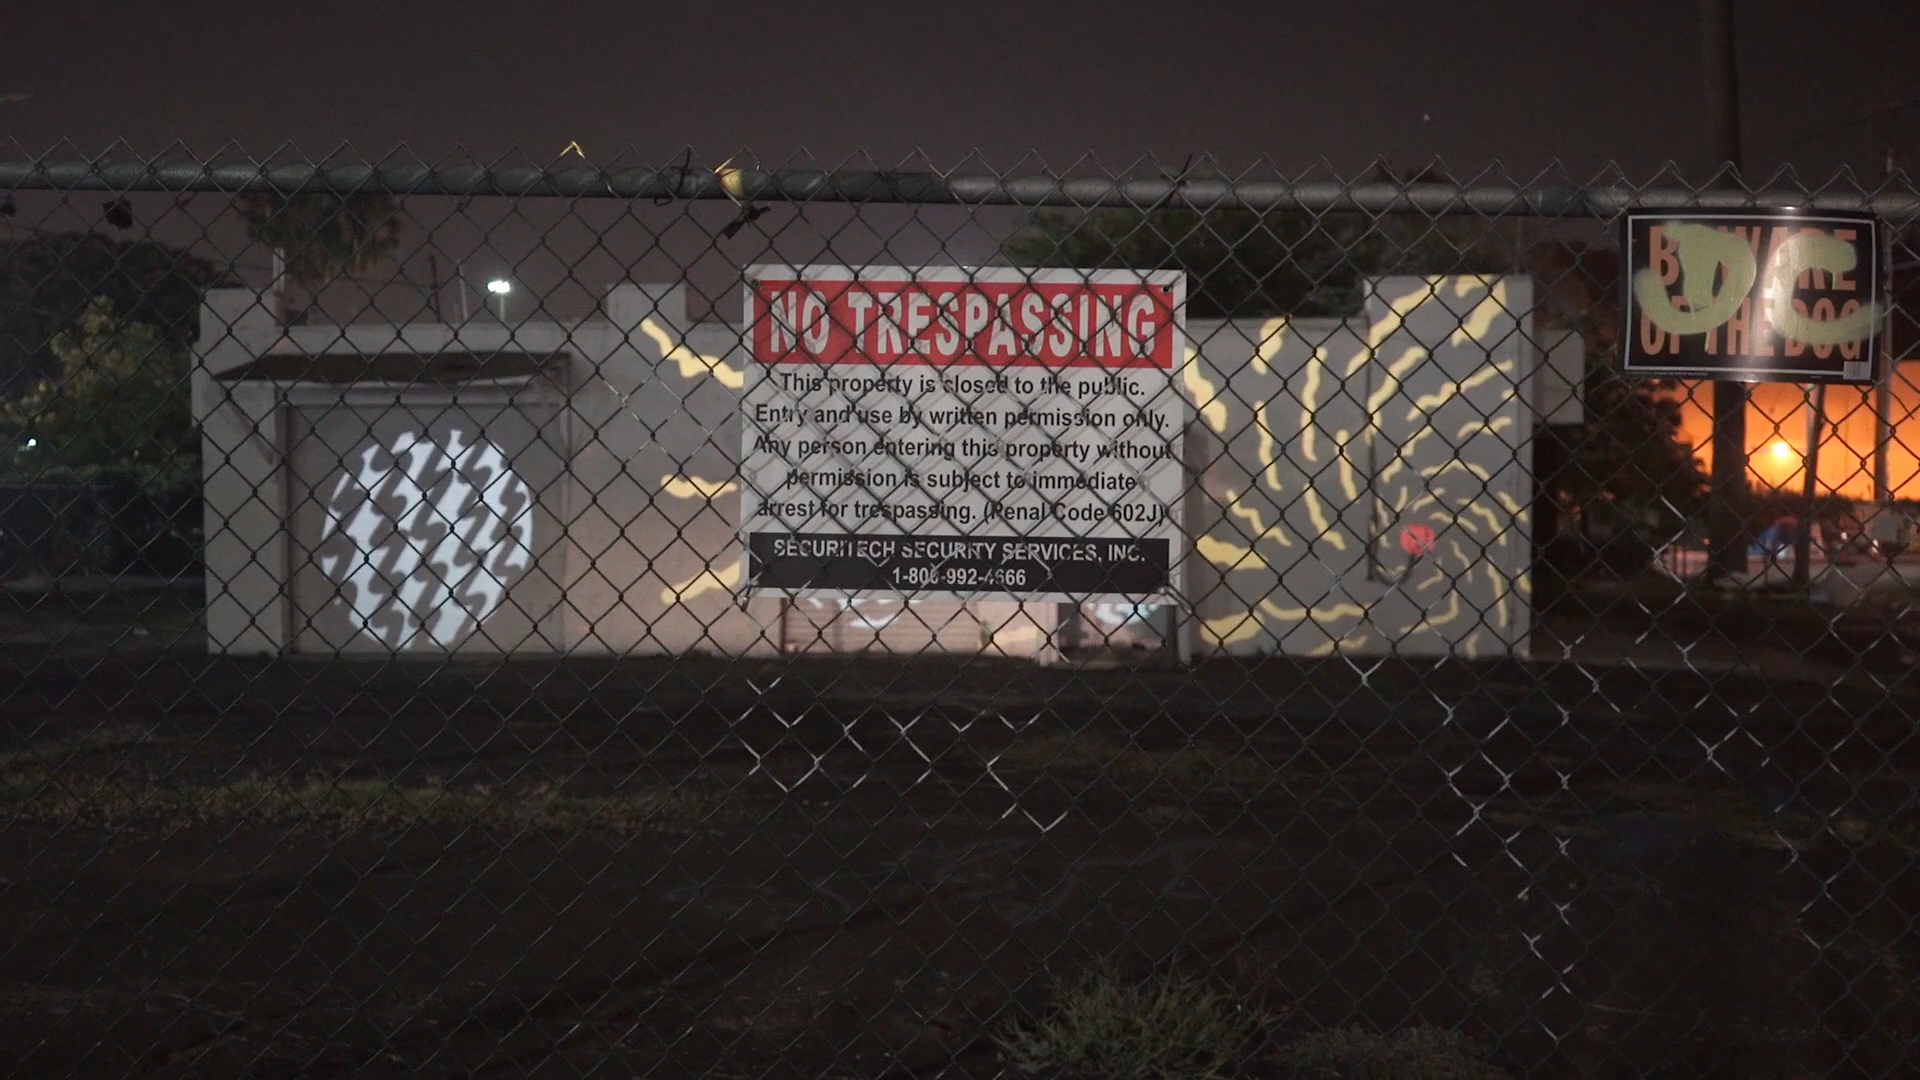 NO TRESPASSING
This property is closed to the public.
Entry and use by written permission only.
Any person entering this property without
permission is subject to immediate
arrest for trespassing. (Penal Code 602J)
SECURITECH SECURITY SERVICES, INC.
BEWARE
OF THE DOG